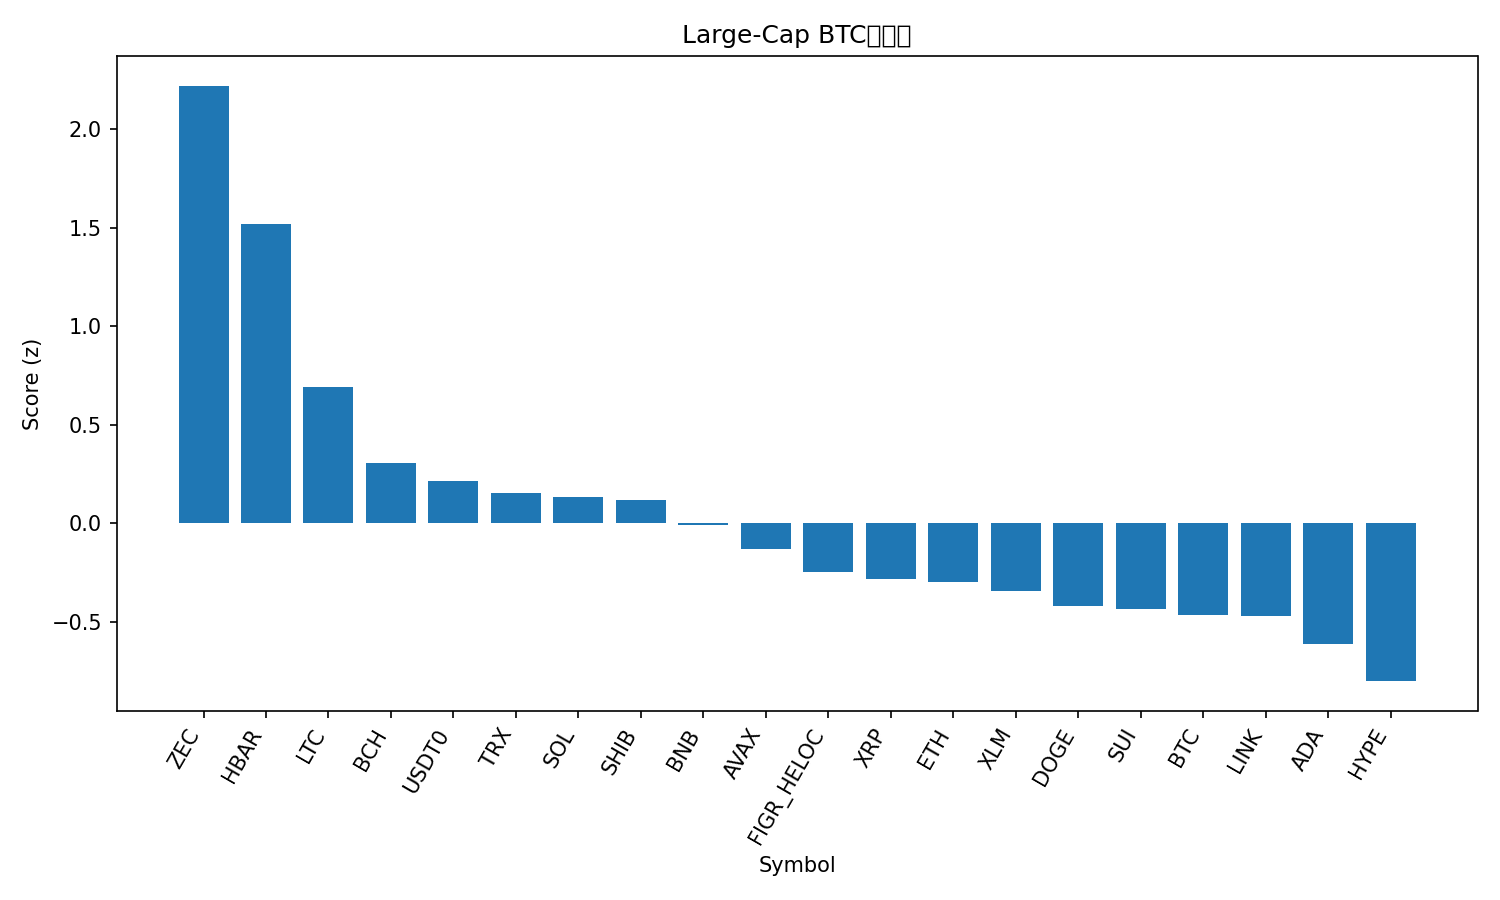 Large-Cap BTC
Score (z)
2.0
1.5
1.0
0.5
0.0
−0.5
ZEC
HBAR
LTC
BCH
USDT0
TRX
SOL
SHIB
BNB
AVAX
FIGR_HELOC
XRP
ETH
XLM
DOGE
SUI
BTC
LINK
ADA
HYPE
Symbol